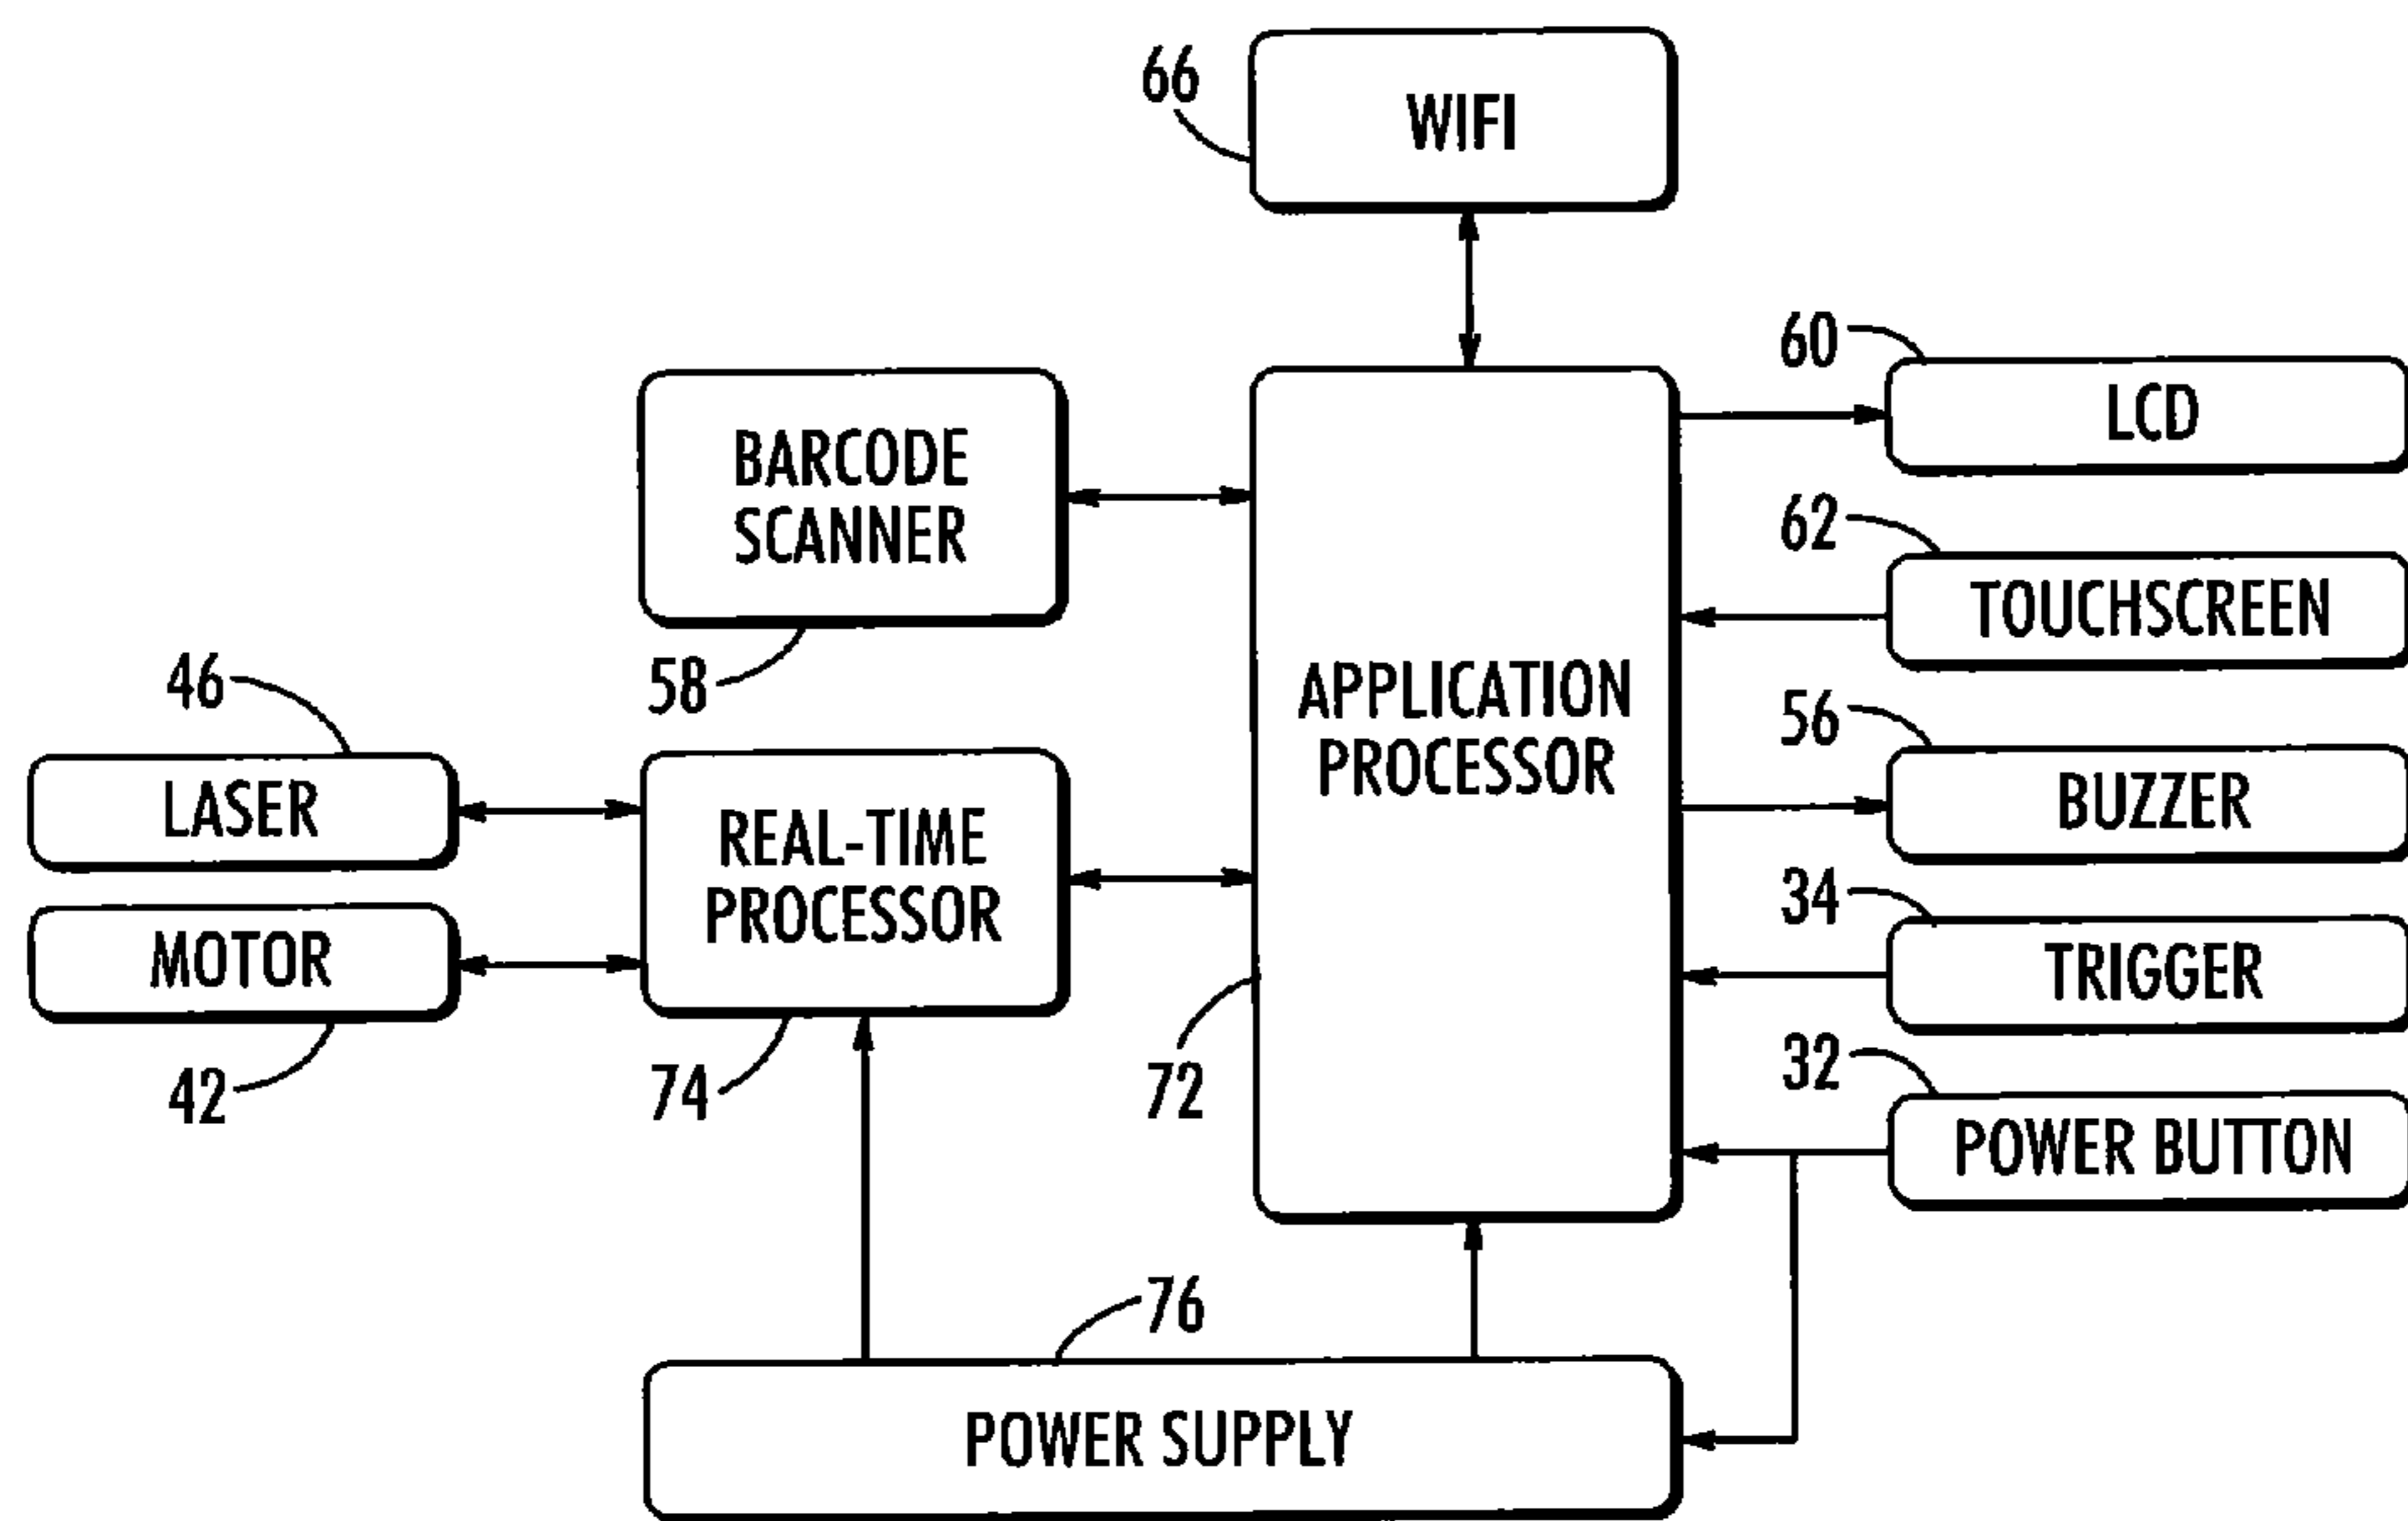 66
WIFI
60
LCD
BARCODE
SCANNER
58
62
TOUCHSCREEN
APPLICATION
PROCESSOR
72
46
LASER
56
BUZZER
REAL-TIME
PROCESSOR
74
34
TRIGGER
MOTOR
42
32
POWER BUTTON
76
POWER SUPPLY